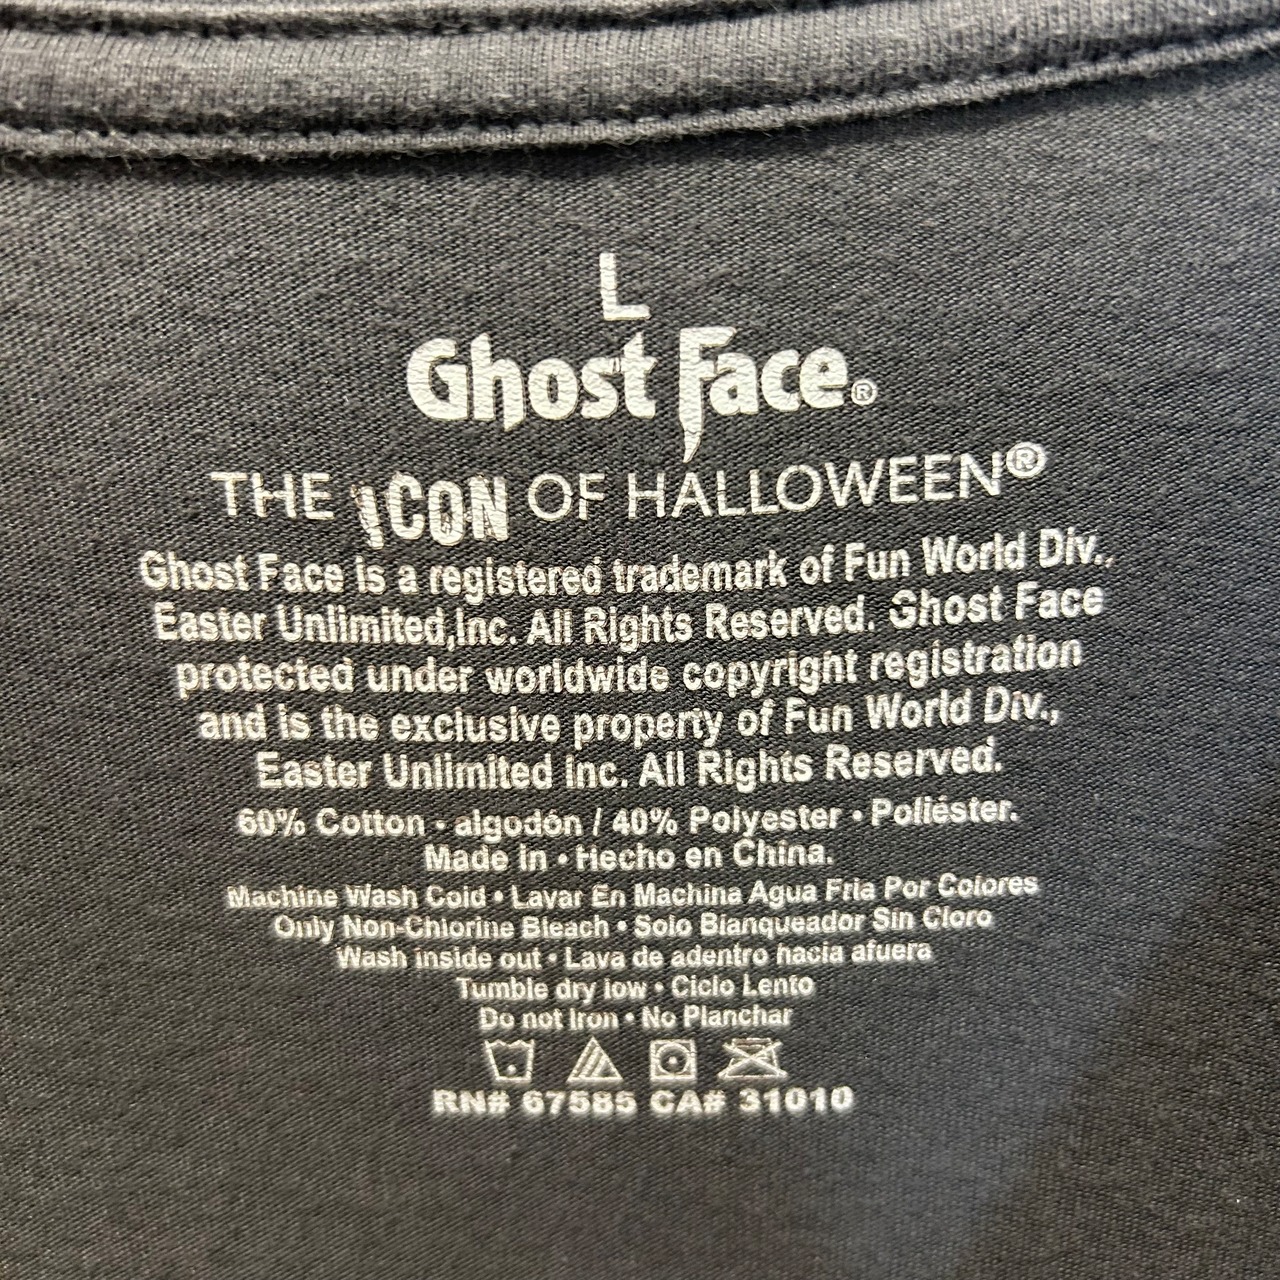 L
Ghost Face®
THE ICON OF HALLOWEEN®
Ghost Face is a registered trademark of Fun World Div.,
Easter Unlimited,Inc. All Rights Reserved. Ghost Face
protected under worldwide copyright registration
and is the exclusive property of Fun World Div.,
Easter Unlimited Inc. All Rights Reserved.
60% Cotton • algodón / 40% Polyester • Poliéster.
Made in • Hecho en China.
Machine Wash Cold • Lavar En Machina Agua Fria Por Colores
Only Non-Chlorine Bleach • Solo Blanqueador Sin Cloro
Wash inside out • Lava de adentro hacia afuera
Tumble dry low • Ciclo Lento
Do not Iron • No Planchar
RN# 67585 CA# 31010